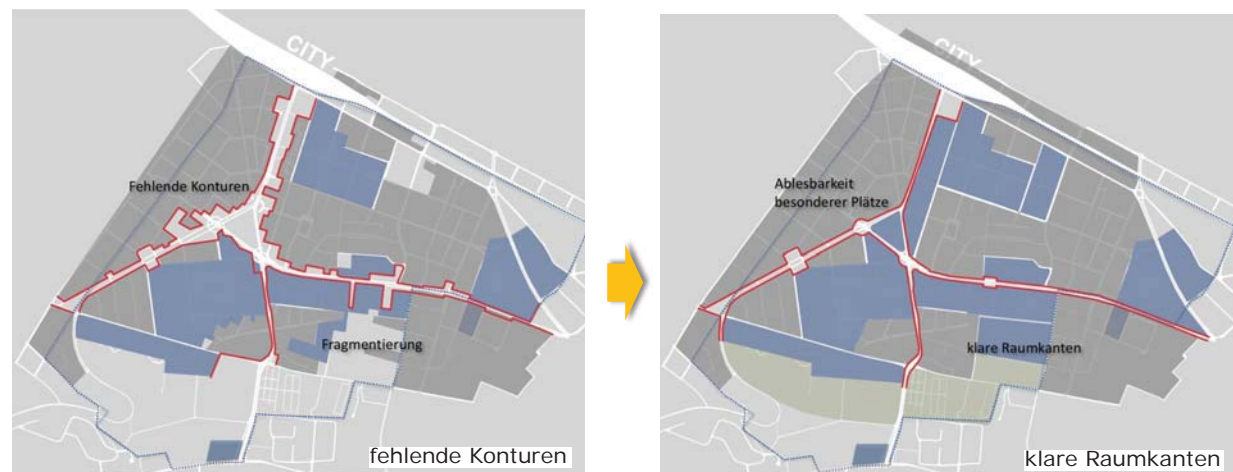 CITY
Fehlende Konturen
Fragmentierung
fehlende Konturen
CITY
Ablesbarkeit
besonderer Plätze
klare Raumkanten
klare Raumkanten